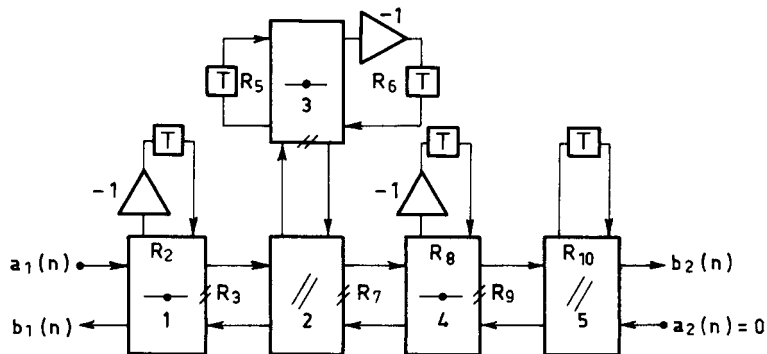 -1
T R₅ R₆ T
3
T T T
-1 -1
R₂ R₈ R₁₀
a₁(n) b₂(n)
R₃ // R₇ R₉ //
b₁(n) 1 2 4 5 a₂(n)=0